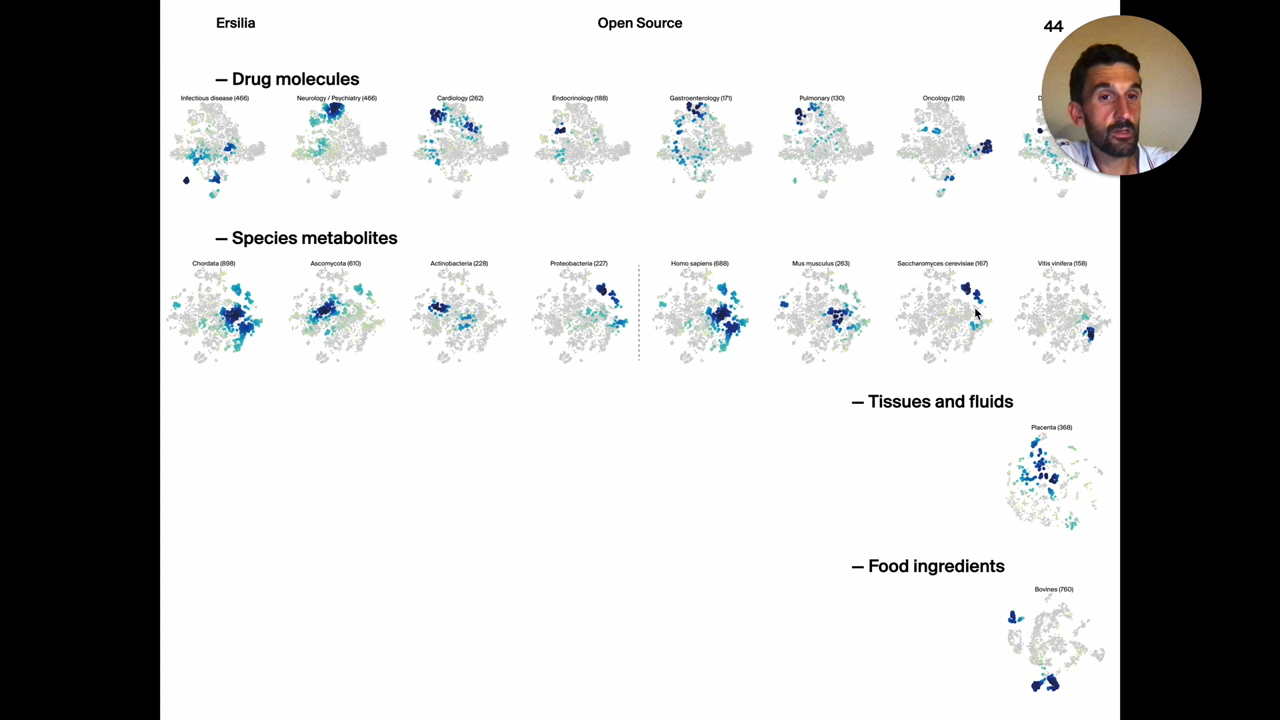 Ersilia
Open Source
44
– Drug molecules
Infectious disease (466)
Neurology / Psychiatry (466)
Cardiology (262)
Endocrinology (188)
Gastroenterology (171)
Pulmonary (130)
Oncology (128)
– Species metabolites
Chordata (898)
Ascomycota (610)
Actinobacteria (228)
Proteobacteria (227)
Homo sapiens (688)
Mus musculus (263)
Saccharomyces cerevisiae (167)
Vitis vinifera (158)
– Tissues and fluids
Placenta (368)
– Food ingredients
Bovines (760)